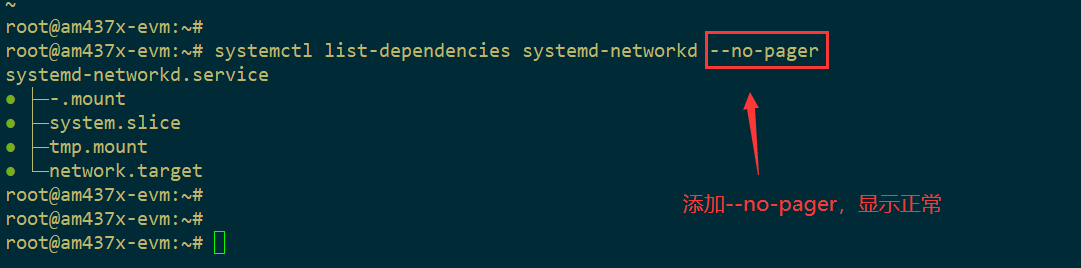 ~
root@am437x-evm:~#
root@am437x-evm:~# systemctl list-dependencies systemd-networkd --no-pager
systemd-networkd.service
● ├─-.mount
● ├─system.slice
● ├─tmp.mount
● └─network.target
root@am437x-evm:~#
root@am437x-evm:~#
添加--no-pager，显示正常
root@am437x-evm:~#